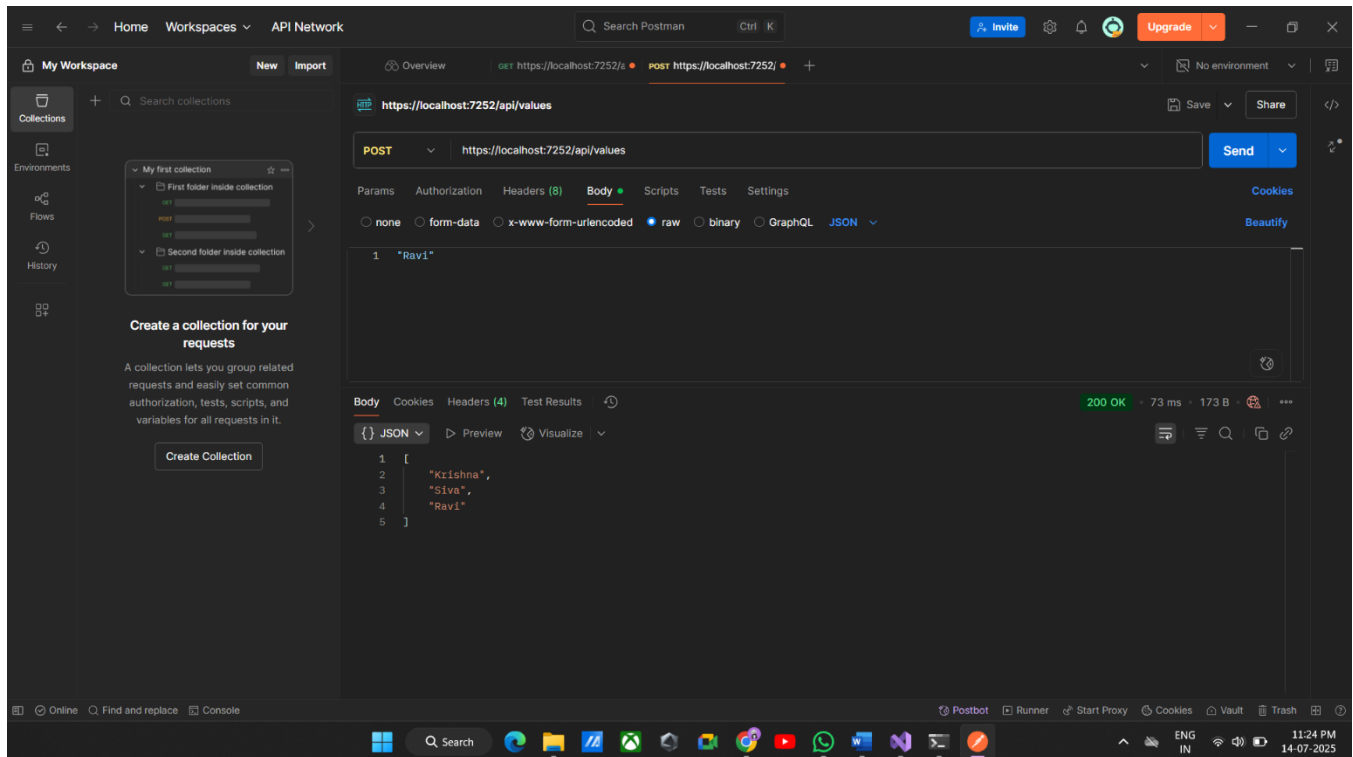 Home Workspaces API Network Search Postman Ctrl K Invite Upgrade
My Workspace New Import Overview GET https://localhost:7252/a POST https://localhost:7252/ No environment
Collections
Environments
Flows
History
Search collections
My first collection
First folder inside collection
GET
POST
GET
Second folder inside collection
GET
GET
Create a collection for your
requests
A collection lets you group related
requests and easily set common
authorization, tests, scripts, and
variables for all requests in it.
Create Collection
HTTP https://localhost:7252/api/values Save Share
POST https://localhost:7252/api/values Send
Params Authorization Headers (8) Body Scripts Tests Settings Cookies
none form-data x-www-form-urlencoded raw binary GraphQL JSON Beautify
1 "Ravi"
Body Cookies Headers (4) Test Results 200 OK 73 ms 173 B
{} JSON Preview Visualize
1 [
2 "Krishna",
3 "Siva",
4 "Ravi"
5 ]
Online Find and replace Console Postbot Runner Start Proxy Cookies Vault Trash
Search ENG 11:24 PM
IN 14-07-2025